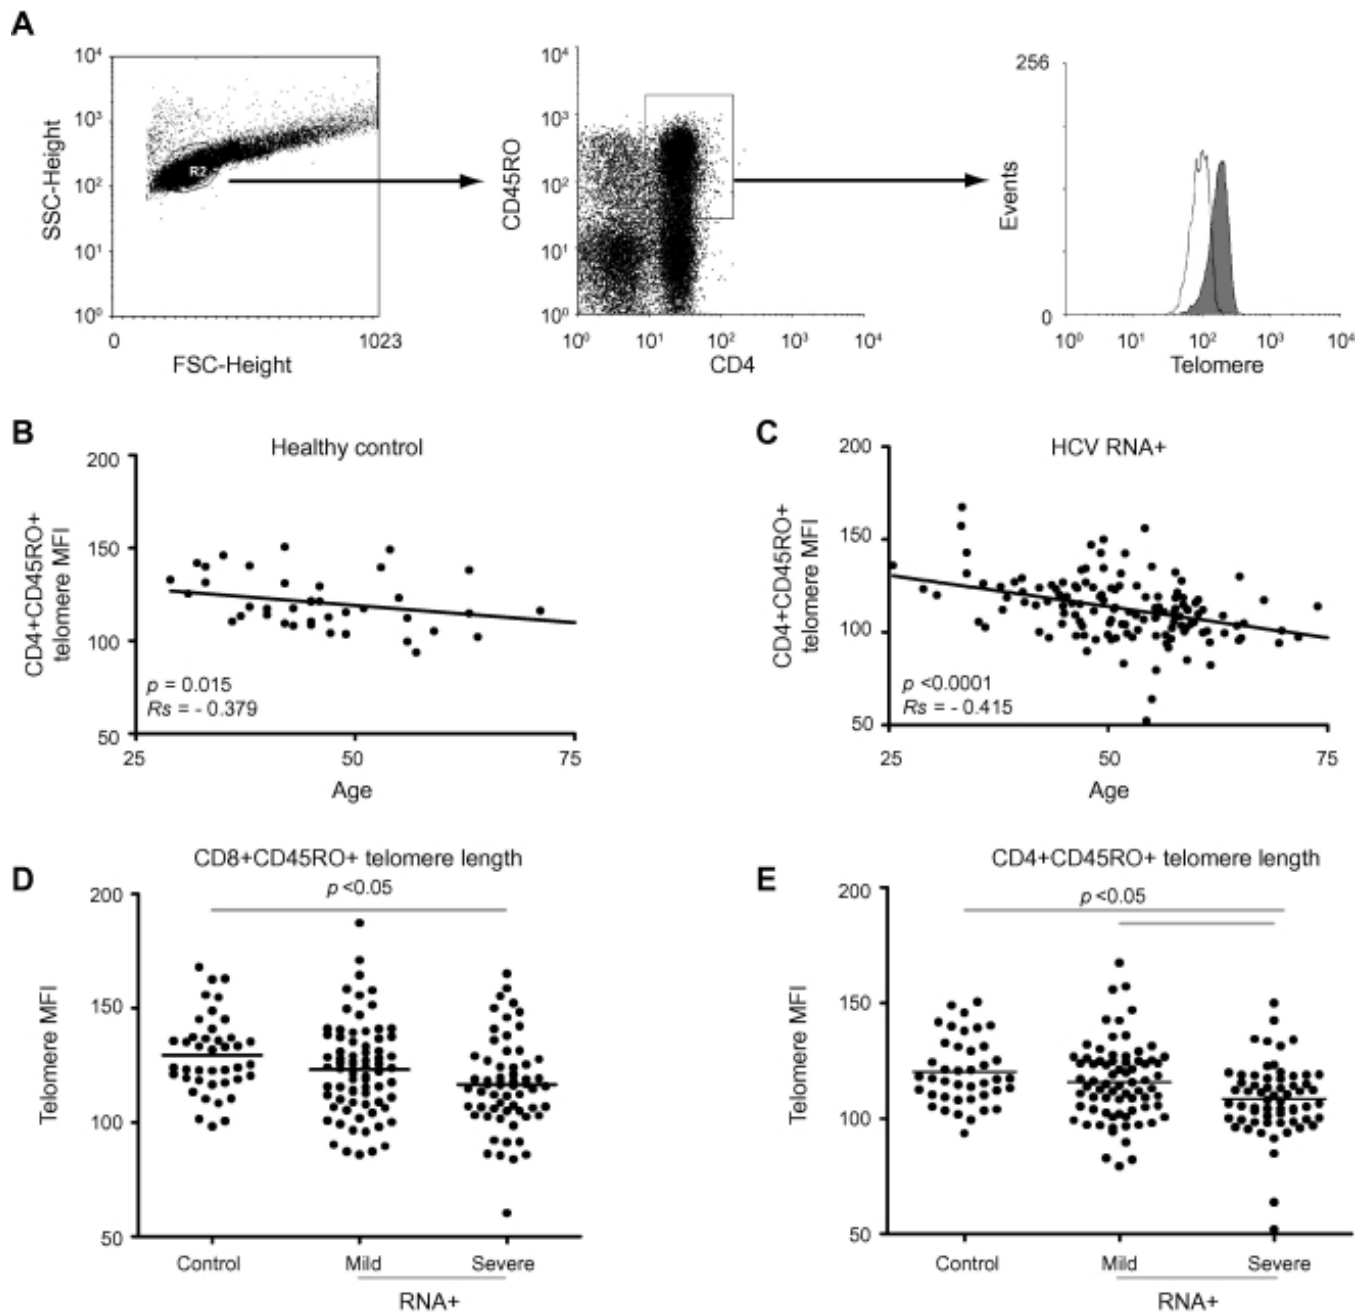 A
SSC-Height
10⁴
10³
10²
10¹
10⁰
R2
0
1023
FSC-Height
CD45RO
10⁴
10³
10²
10¹
10⁰
10⁰ 10¹ 10² 10³ 10⁴
CD4
Events
256
0
10⁰ 10¹ 10² 10³ 10⁴
Telomere
B
Healthy control
CD4+CD45RO+
telomere MFI
200
150
100
50
p = 0.015
Rs = - 0.379
25 50 75
Age
C
HCV RNA+
CD4+CD45RO+
telomere MFI
200
150
100
50
p <0.0001
Rs = - 0.415
25 50 75
Age
D
CD8+CD45RO+ telomere length
p <0.05
Telomere MFI
200
150
100
50
Control Mild Severe
RNA+
E
CD4+CD45RO+ telomere length
p <0.05
Telomere MFI
200
150
100
50
Control Mild Severe
RNA+